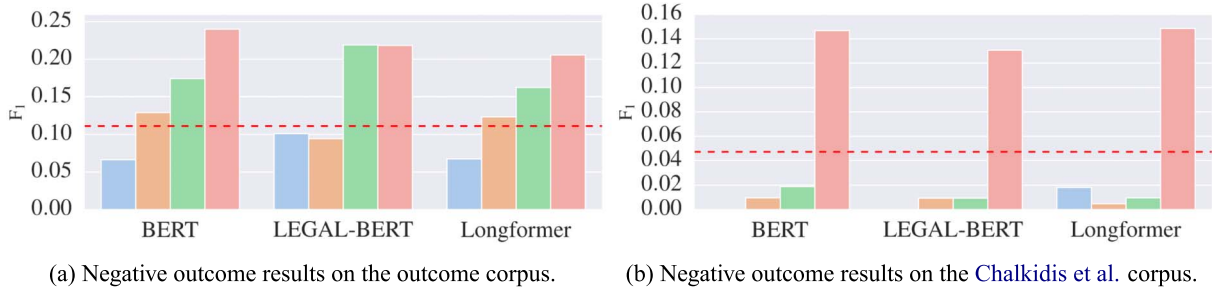 0.25
0.20
0.15
0.10
0.05
0.00
F1
BERT LEGAL-BERT Longformer
(a) Negative outcome results on the outcome corpus.
0.16
0.14
0.12
0.10
0.08
0.06
0.04
0.02
0.00
F1
BERT LEGAL-BERT Longformer
(b) Negative outcome results on the Chalkidis et al. corpus.